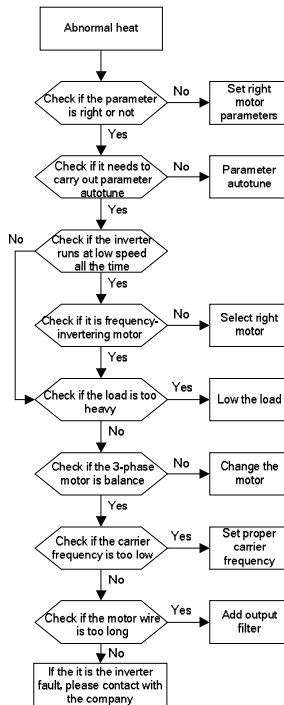 Abnormal heat
Check if the parameter
is right or not
No
Set right
motor
parameters
Yes
Check if it needs to
carry out parameter
autotune
No
Parameter
autotune
Yes
No
Check if the inverter
runs at low speed
all the time
Yes
Check if it is frequency-
invertering motor
No
Select right
motor
Yes
Check if the load is too
heavy
Yes
Low the load
No
Check if the 3-phase
motor is balance
No
Change the
motor
Yes
Check if the carrier
frequency is too low
Yes
Set proper
carrier
frequency
No
Check if the motor wire
is too long
Yes
Add output
filter
No
If the it is the inverter
fault, please contact with
the company